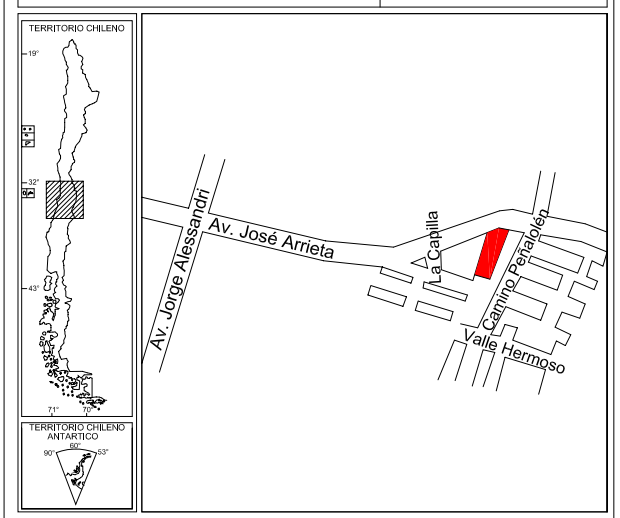 TERRITORIO CHILENO
19°
32°
43°
71° 70°
TERRITORIO CHILENO
ANTARTICO
90° 60° 53°
Av. Jorge Alessandri
Av. José Arrieta
La Capilla
Camino Peñalolén
Valle Hermoso